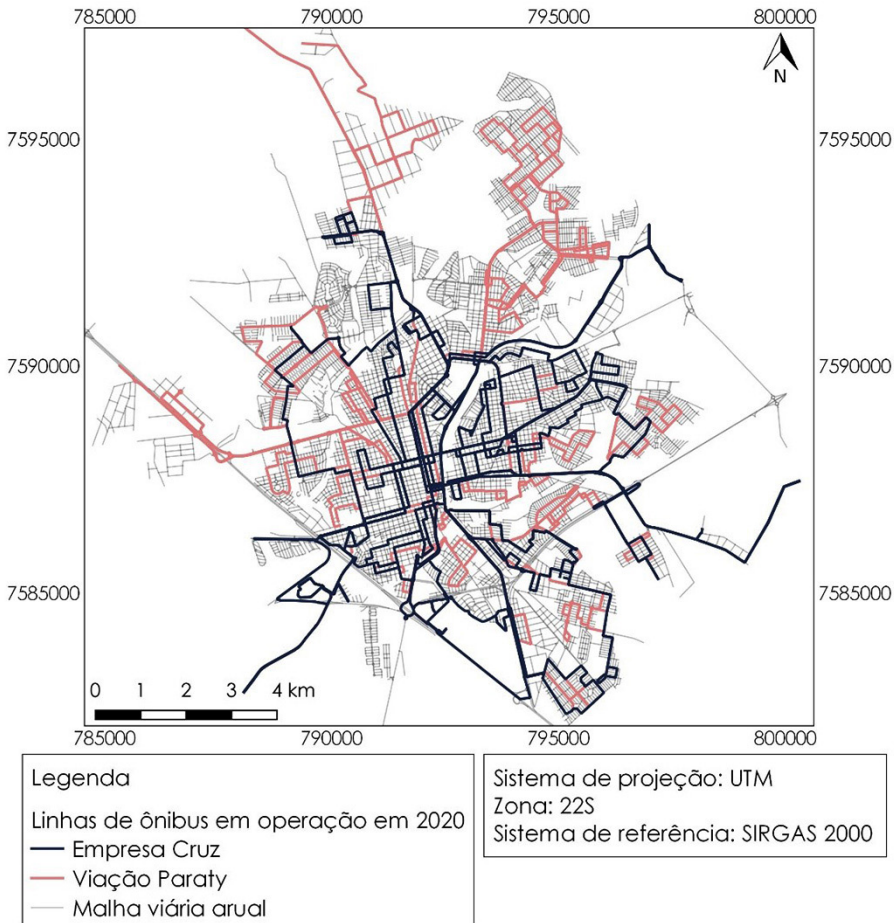 785000 790000 795000 800000
N
7595000 7595000
7590000 7590000
7585000 7585000
0 1 2 3 4 km
785000 790000 795000 800000
Legenda
Linhas de ônibus em operação em 2020
Empresa Cruz
Viação Paraty
Malha viária arual
Sistema de projeção: UTM
Zona: 22S
Sistema de referência: SIRGAS 2000